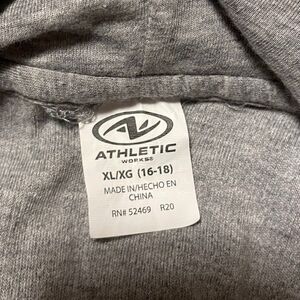 ATHLETIC
WORKS®
XL/XG (16-18)
MADE IN/HECHO EN
CHINA
RN# 52469 R20